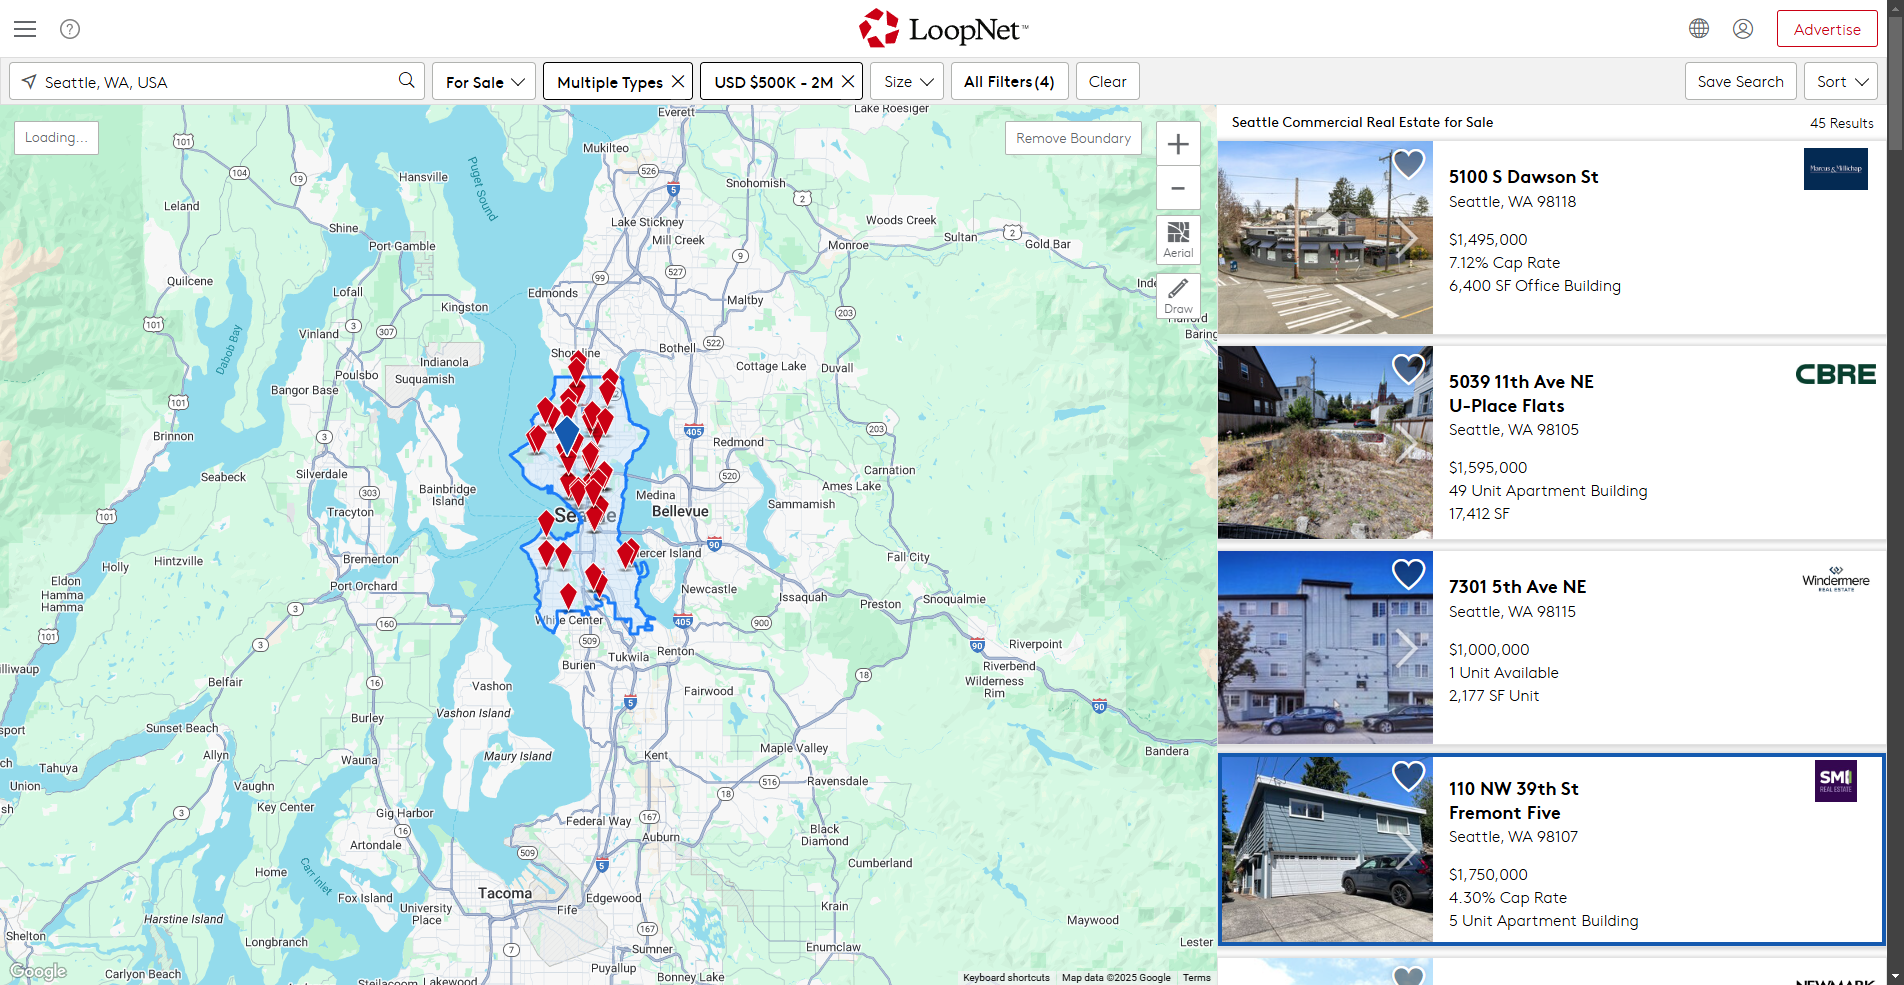 ?
LoopNet™
Advertise
Seattle, WA, USA
For Sale
Multiple Types
USD $500K - 2M
Size
All Filters(4)
Clear
Save Search
Sort
Loading...
Remove Boundary
Aerial
Draw
Everett
Lake Roesiger
Mukilteo
Puget Sound
Hansville
Snohomish
Leland
Lake Stickney
Woods Creek
Shine
Mill Creek
Sultan
Gold Bar
Port Gamble
Monroe
Quilcene
Lofall
Edmonds
Maltby
Kingston
Vinland
Dabob Bay
Baring
Indianola
Bothell
Shoreline
Cottage Lake
Duvall
Poulsbo
Suquamish
Bangor Base
Brinnon
Redmond
Silverdale
Seabeck
Carnation
Bainbridge
Island
Ames Lake
Medina
Sammamish
Tracyton
Seattle
Bellevue
Mercer Island
Bremerton
Hintzville
Holly
Fall City
Eldon
Hamma
Hamma
Port Orchard
Newcastle
Issaquah
Preston
Snoqualmie
White Center
Riverpoint
Burien
Tukwila
Renton
Riverbend
Wilderness
Rim
Belfair
Vashon
Fairwood
Vashon Island
Burley
Sunset Beach
Allyn
Wauna
Maury Island
Kent
Maple Valley
Bandera
Tahuya
Union
Vaughn
Ravensdale
Key Center
Gig Harbor
Federal Way
Black
Diamond
Auburn
Krain
Artondale
Cumberland
Home
Carr Inlet
Tacoma
Fox Island
University
Place
Fife
Edgewood
Harstine Island
Maywood
Shelton
Longbranch
Sumner
Enumclaw
Lester
Puyallup
Carlyon Beach
Steilacoom
Lakewood
Bonney Lake
Google
Keyboard shortcuts
Map data ©2025 Google
Terms
Seattle Commercial Real Estate for Sale
45 Results
5100 S Dawson St
Seattle, WA 98118
$1,495,000
7.12% Cap Rate
6,400 SF Office Building
Marcus & Millichap
5039 11th Ave NE
U-Place Flats
Seattle, WA 98105
$1,595,000
49 Unit Apartment Building
17,412 SF
CBRE
7301 5th Ave NE
Seattle, WA 98115
$1,000,000
1 Unit Available
2,177 SF Unit
Windermere
REAL ESTATE
110 NW 39th St
Fremont Five
Seattle, WA 98107
$1,750,000
4.30% Cap Rate
5 Unit Apartment Building
SMI
REAL ESTATE
NEWMARK